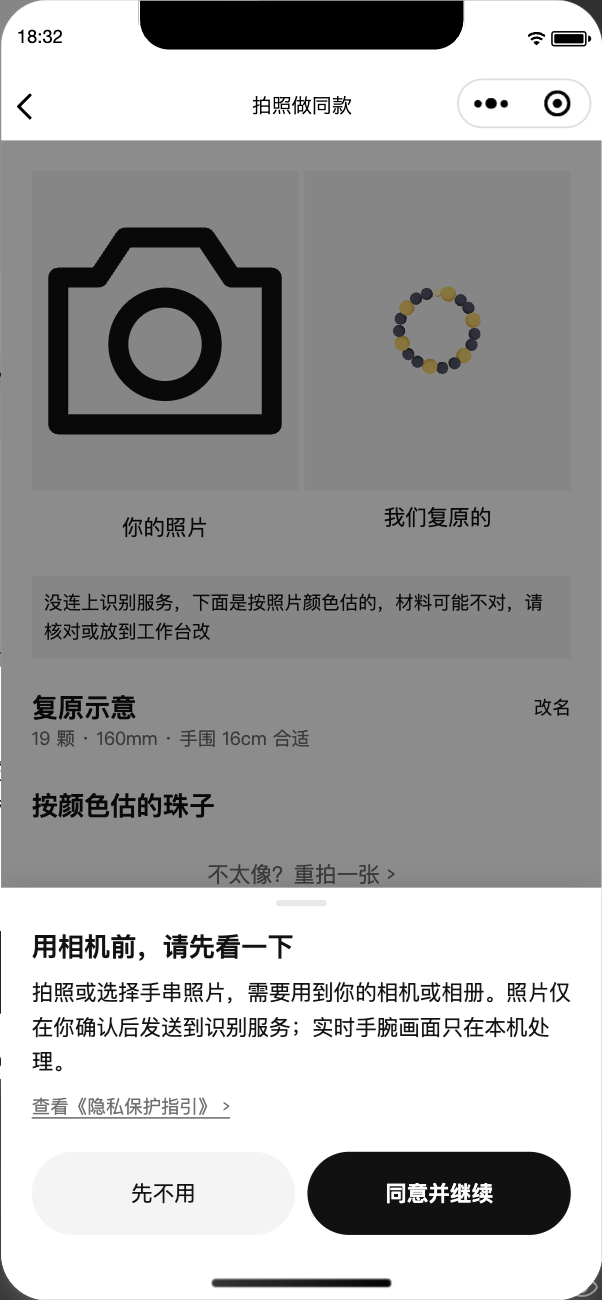 18:32
拍照做同款
你的照片
我们复原的
没连上识别服务，下面是按照片颜色估的，材料可能不对，请
核对或放到工作台改
复原示意
改名
19 颗 · 160mm · 手围 16cm 合适
按颜色估的珠子
不太像？重拍一张 >
用相机前，请先看一下
拍照或选择手串照片，需要用到你的相机或相册。照片仅
在你确认后发送到识别服务；实时手腕画面只在本机处
理。
查看《隐私保护指引》 >
先不用
同意并继续